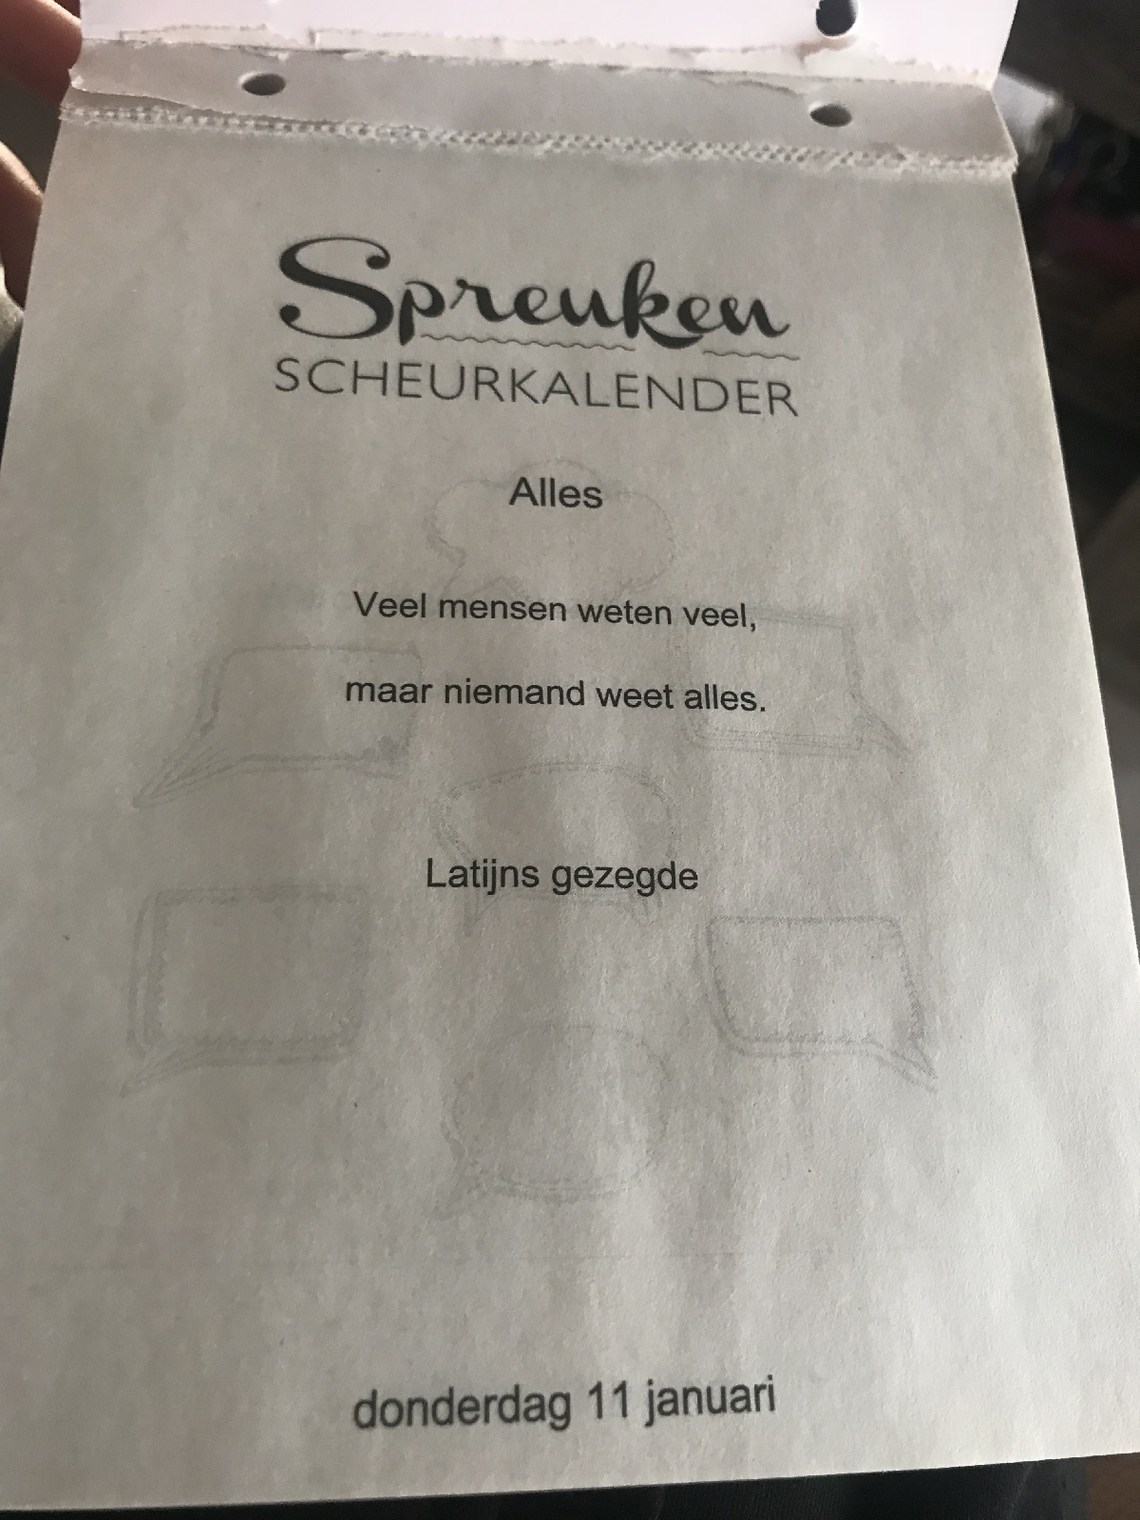 Spreuken
SCHEURKALENDER
Alles
Veel mensen weten veel,
maar niemand weet alles.
Latijns gezegde
donderdag 11 januari